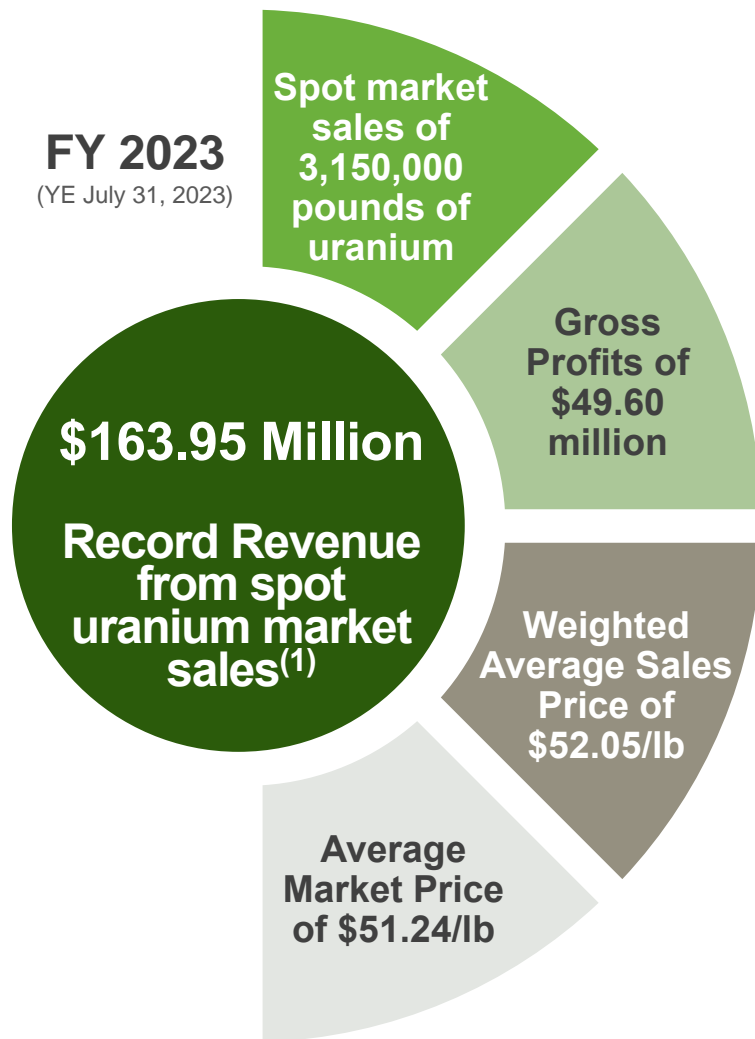 FY 2023
(YE July 31, 2023)
Spot market
sales of
3,150,000
pounds of
uranium
Gross
Profits of
$49.60
million
$163.95 Million
Record Revenue
from spot
uranium market
sales(1)
Weighted
Average Sales
Price of
$52.05/lb
Average
Market Price
of $51.24/lb